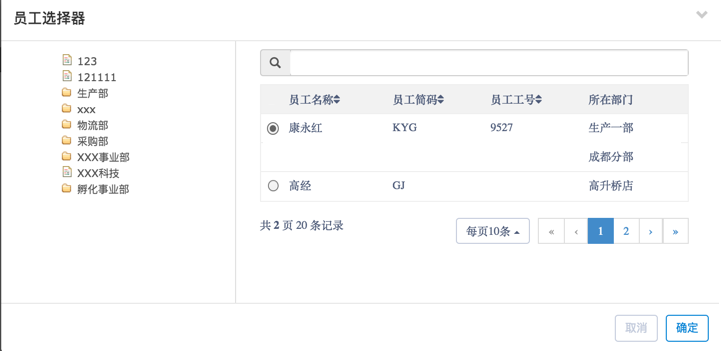 员工选择器
123
121111
生产部
xxx
物流部
采购部
XXX事业部
XXX科技
孵化事业部
员工名称 员工简码 员工工号 所在部门
康永红 KYG 9527 生产一部
成都分部
高经 GJ 高升桥店
共 2 页 20 条记录
每页10条
« ‹ 1 2 › »
取消 确定